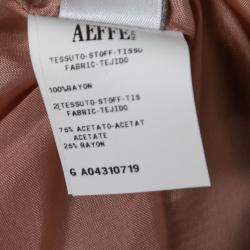 AEFFE
TESSUTO-STOFF-TISSU
FABRIC-TEJIDO
100%RAYON
2)TESSUTO-STOFF-TIS
FABRIC-TEJIDO
75% ACETATO-ACETAT
ACETATE
25% RAYON
G A04310719